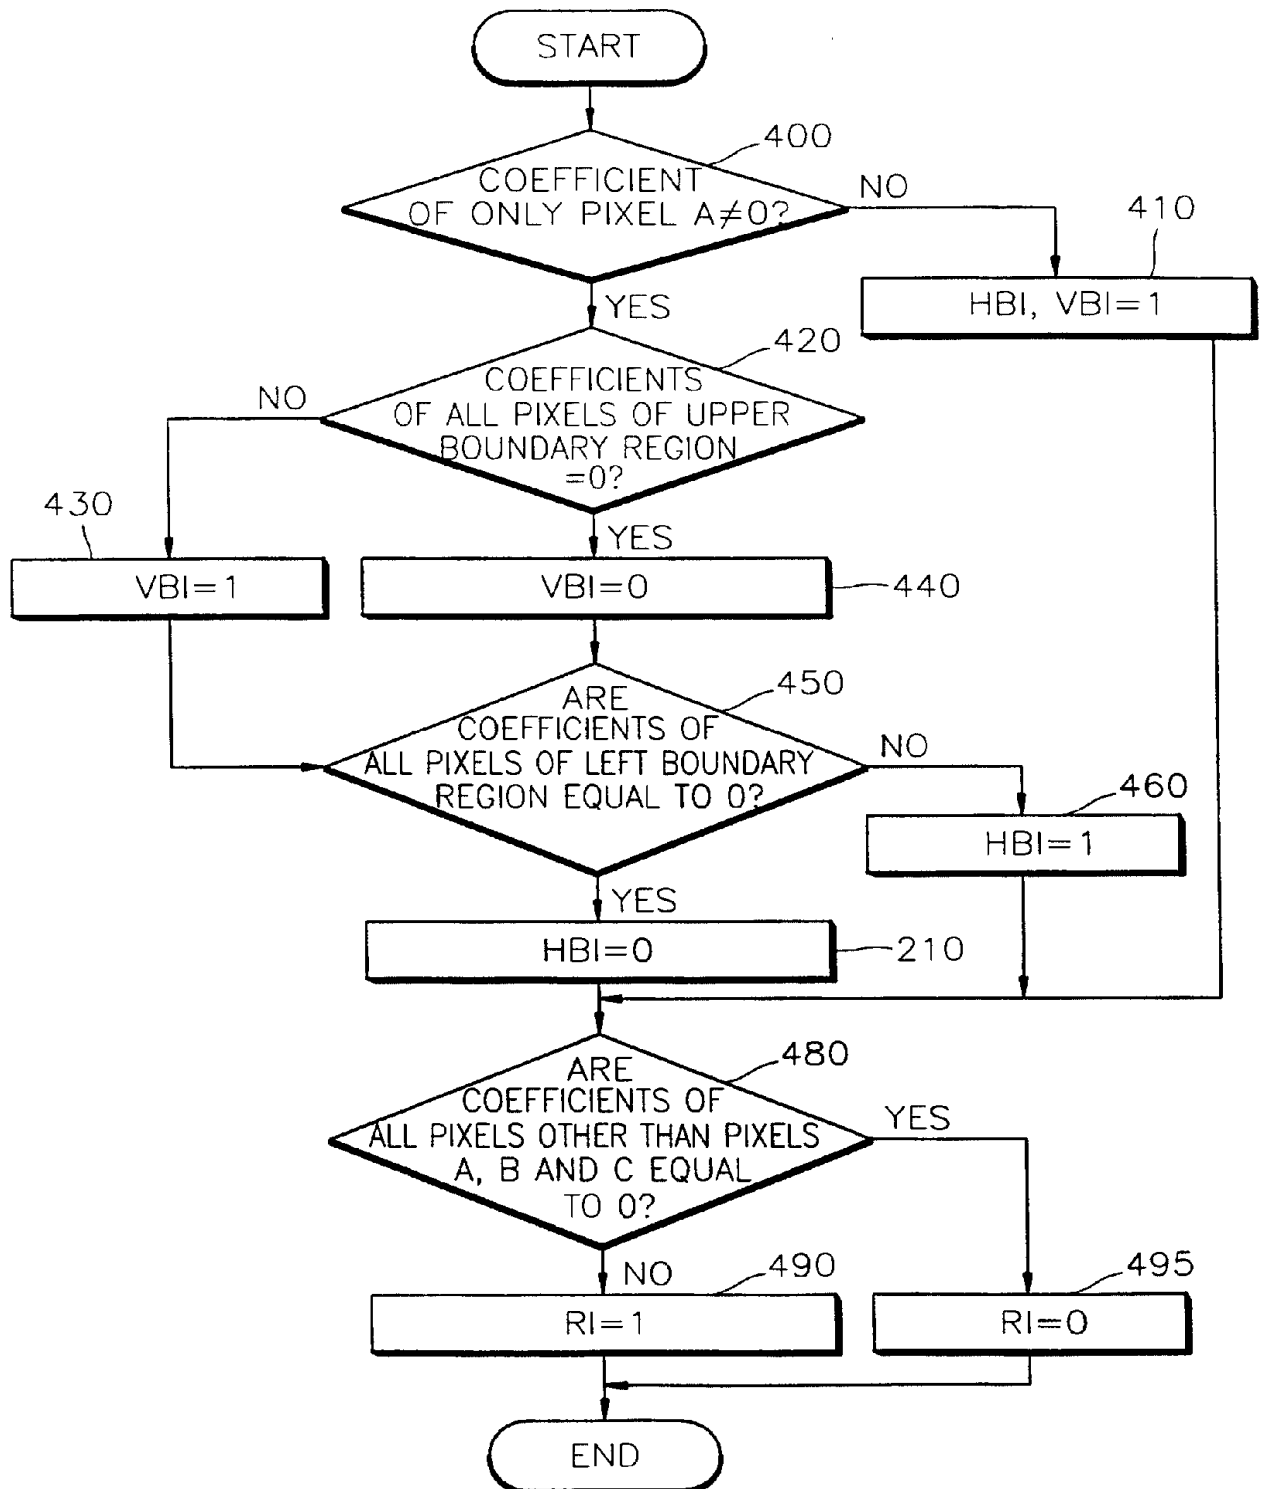 START
400
COEFFICIENT
OF ONLY PIXEL A≠0?
NO
410
HBI, VBI=1
YES
420
COEFFICIENTS
OF ALL PIXELS OF UPPER
BOUNDARY REGION
=0?
NO
430
YES
VBI=1
VBI=0
440
450
ARE
COEFFICIENTS OF
ALL PIXELS OF LEFT BOUNDARY
REGION EQUAL TO 0?
NO
460
HBI=1
YES
HBI=0
210
480
ARE
COEFFICIENTS OF
ALL PIXELS OTHER THAN PIXELS
A, B AND C EQUAL
TO 0?
YES
NO
490
495
RI=1
RI=0
END